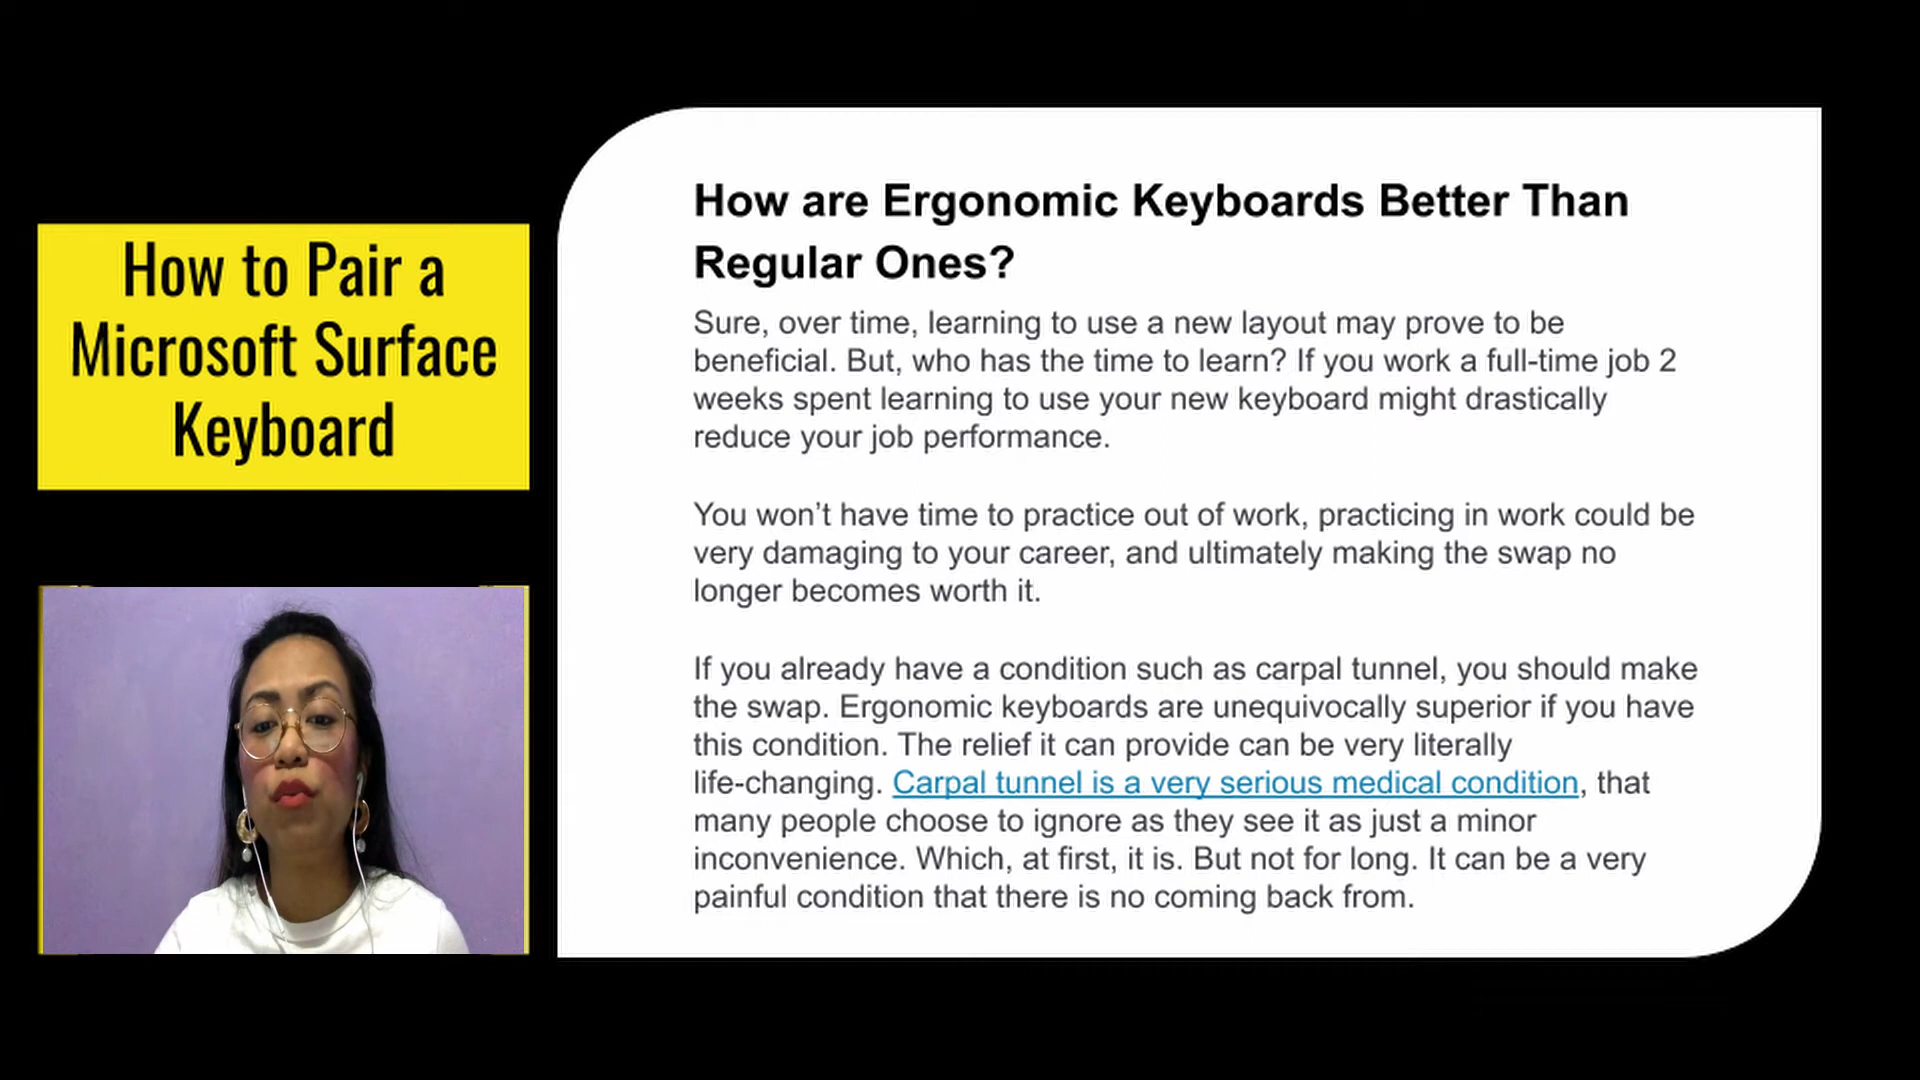 How to Pair a
Microsoft Surface
Keyboard
How are Ergonomic Keyboards Better Than
Regular Ones?
Sure, over time, learning to use a new layout may prove to be
beneficial. But, who has the time to learn? If you work a full-time job 2
weeks spent learning to use your new keyboard might drastically
reduce your job performance.
You won’t have time to practice out of work, practicing in work could be
very damaging to your career, and ultimately making the swap no
longer becomes worth it.
If you already have a condition such as carpal tunnel, you should make
the swap. Ergonomic keyboards are unequivocally superior if you have
this condition. The relief it can provide can be very literally
life-changing. Carpal tunnel is a very serious medical condition, that
many people choose to ignore as they see it as just a minor
inconvenience. Which, at first, it is. But not for long. It can be a very
painful condition that there is no coming back from.